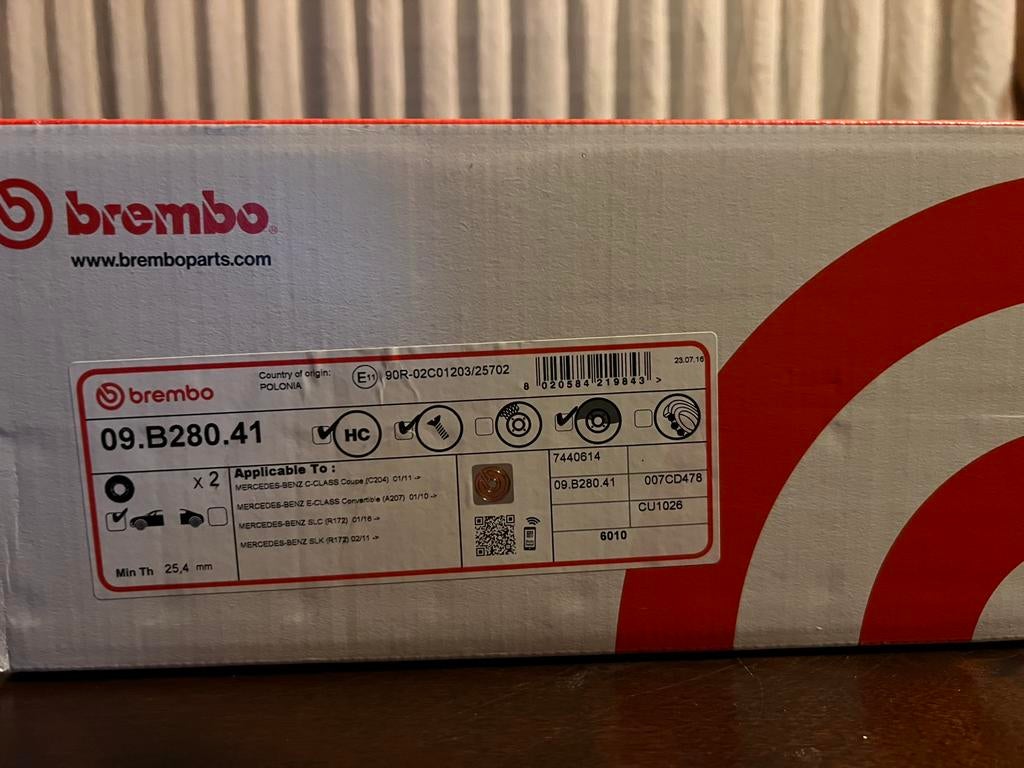 brembo
www.bremboparts.com
brembo
Country of origin:
POLONIA
E11 90R-02C01203/25702
8 020584 219843 >
23.07.16
09.B280.41
HC
x 2
Min Th 25,4 mm
Applicable To :
MERCEDES-BENZ C-CLASS Coupe (C204) 01/11 ->
MERCEDES-BENZ E-CLASS Convertible (A207) 01/10 ->
MERCEDES-BENZ SLC (R172) 01/16 ->
MERCEDES-BENZ SLK (R172) 02/11 ->
7440614
09.B280.41 007CD478
CU1026
6010